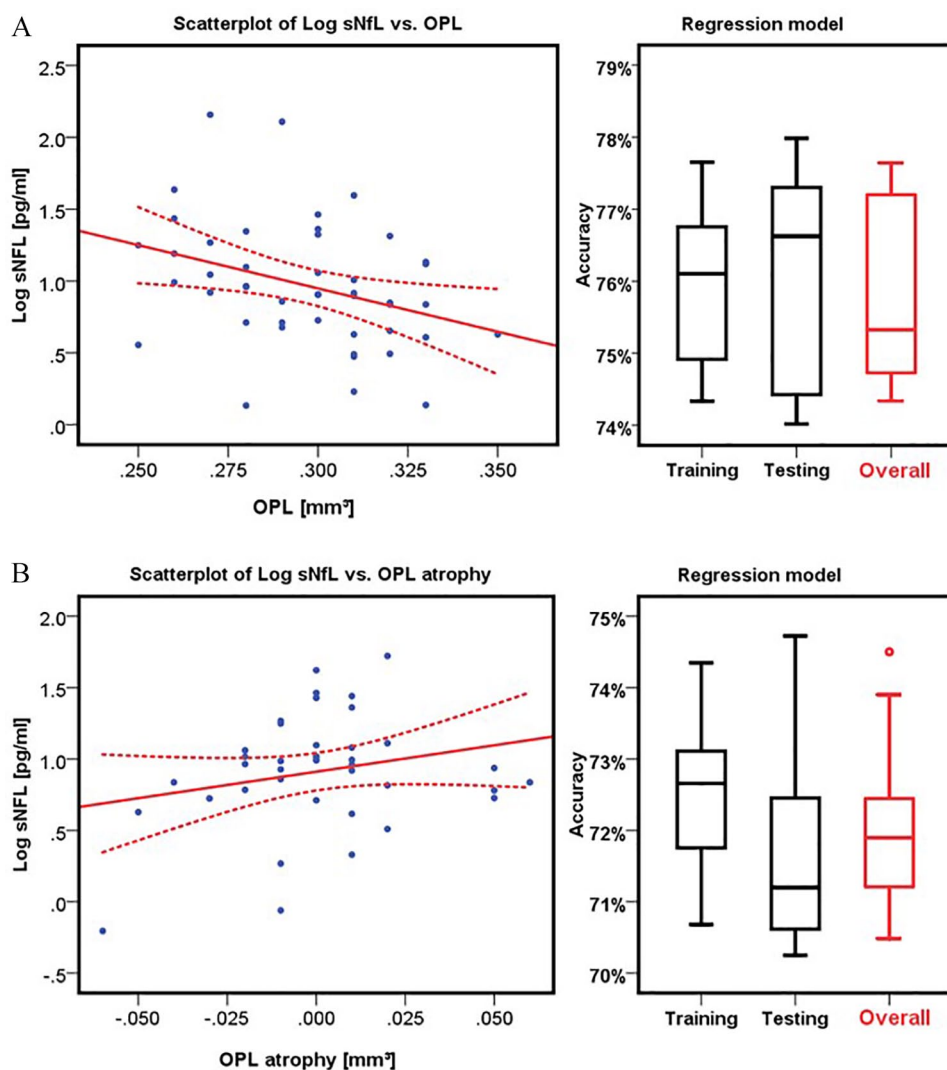 A
Scatterplot of Log sNfL vs. OPL
Log sNFL [pg/ml]
2.5
2.0
1.5
1.0
0.5
.0
.250
.275
.300
.325
.350
OPL [mm³]
Regression model
Accuracy
79%
78%
77%
76%
75%
74%
Training
Testing
Overall
B
Scatterplot of Log sNfL vs. OPL atrophy
Log sNFL [pg/ml]
2.0
1.5
1.0
0.5
.0
-.5
-.050
-.025
.000
.025
.050
OPL atrophy [mm³]
Regression model
Accuracy
75%
74%
73%
72%
71%
70%
Training
Testing
Overall